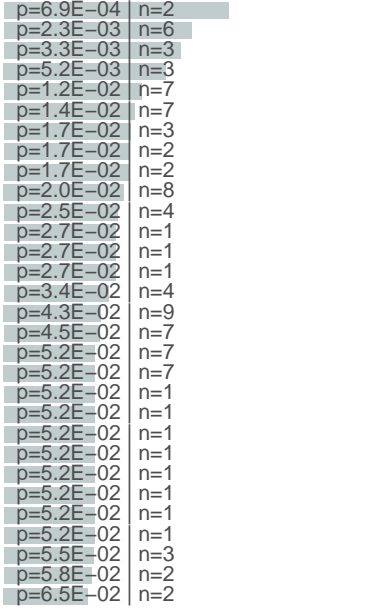 p=6.9E−04 | n=2
p=2.3E−03 | n=6
p=3.3E−03 | n=3
p=5.2E−03 | n=3
p=1.2E−02 | n=7
p=1.4E−02 | n=7
p=1.7E−02 | n=3
p=1.7E−02 | n=2
p=1.7E−02 | n=2
p=2.0E−02 | n=8
p=2.5E−02 | n=4
p=2.7E−02 | n=1
p=2.7E−02 | n=1
p=2.7E−02 | n=1
p=3.4E−02 | n=4
p=4.3E−02 | n=9
p=4.5E−02 | n=7
p=5.2E−02 | n=7
p=5.2E−02 | n=7
p=5.2E−02 | n=1
p=5.2E−02 | n=1
p=5.2E−02 | n=1
p=5.2E−02 | n=1
p=5.2E−02 | n=1
p=5.2E−02 | n=1
p=5.2E−02 | n=1
p=5.2E−02 | n=1
p=5.5E−02 | n=3
p=5.8E−02 | n=2
p=6.5E−02 | n=2